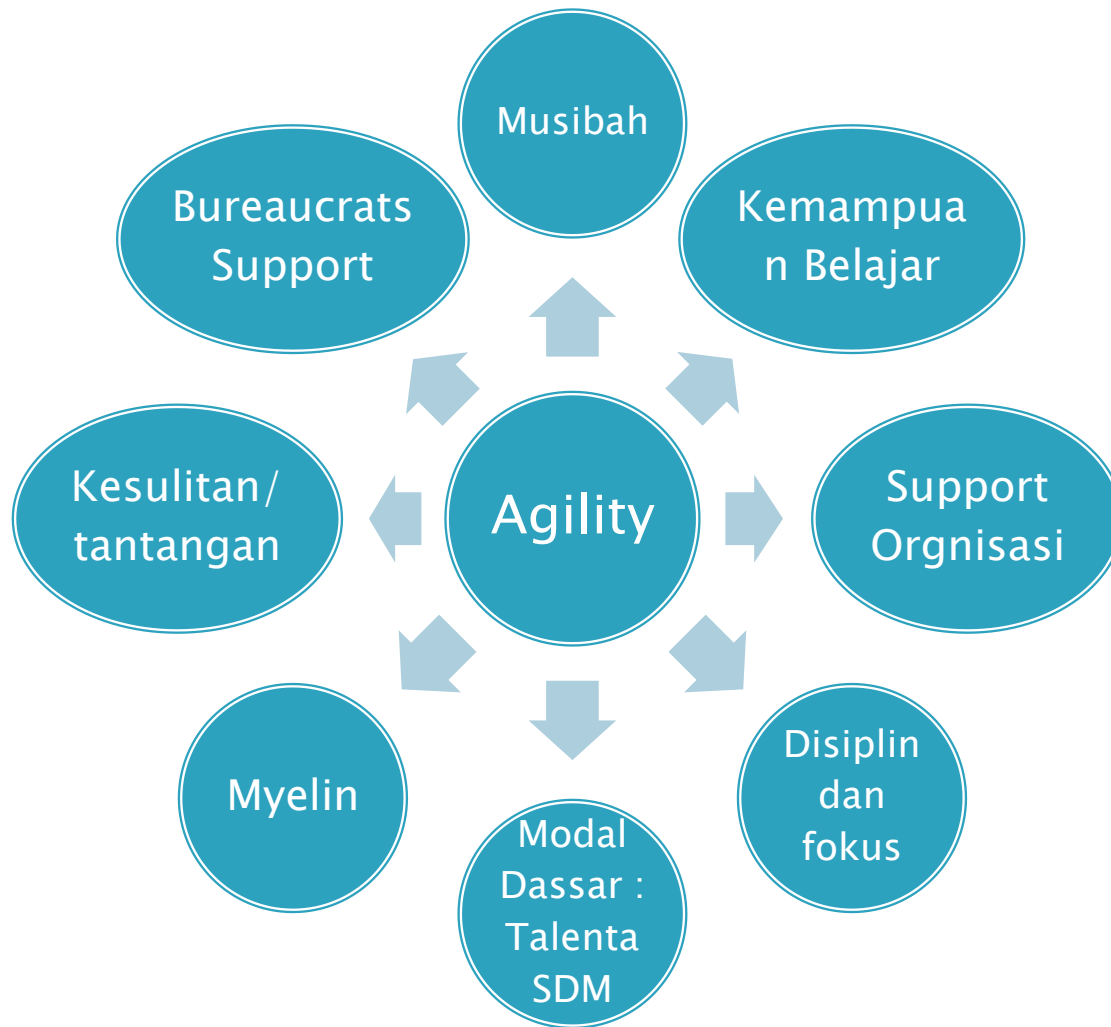 Musibah
Bureaucrats
Support
Kemampua
n Belajar
Kesulitan/
tantangan
Agility
Support
Orgnisasi
Myelin
Disiplin
dan
fokus
Modal
Dassar :
Talenta
SDM